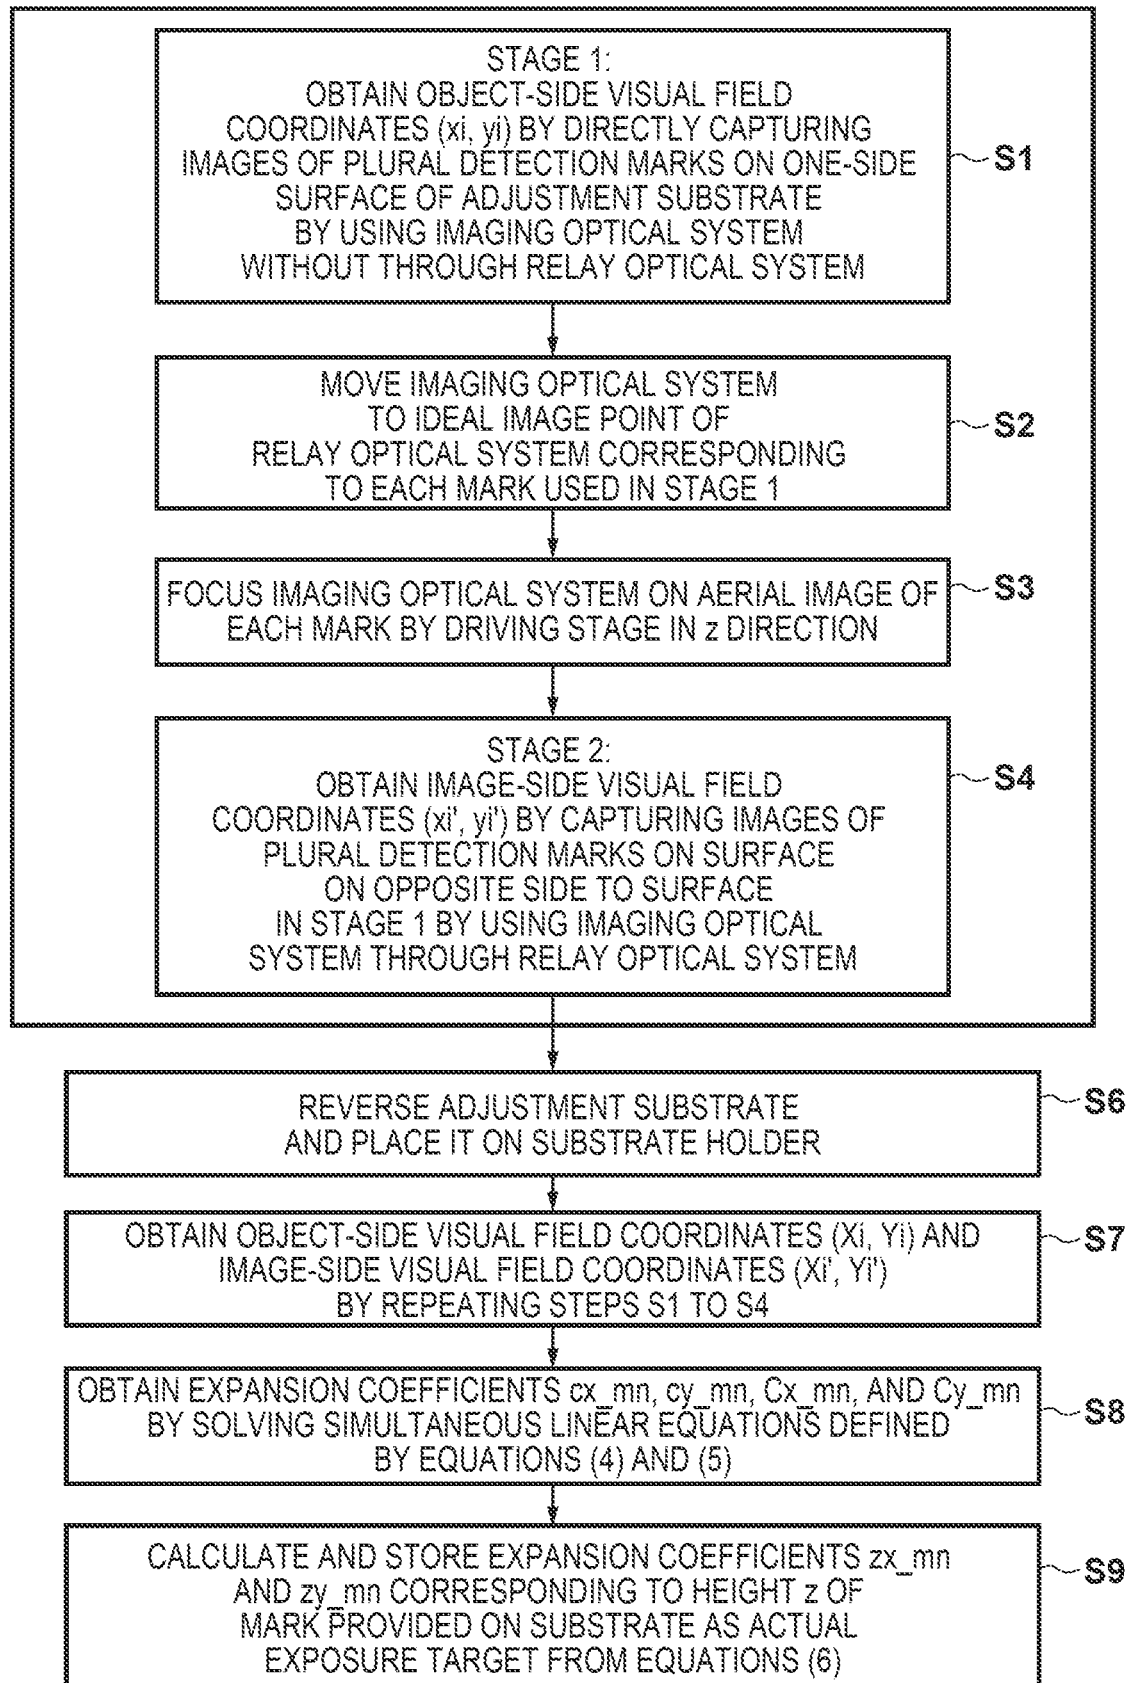 STAGE 1:
OBTAIN OBJECT-SIDE VISUAL FIELD
COORDINATES (xi, yi) BY DIRECTLY CAPTURING
IMAGES OF PLURAL DETECTION MARKS ON ONE-SIDE
SURFACE OF ADJUSTMENT SUBSTRATE
BY USING IMAGING OPTICAL SYSTEM
WITHOUT THROUGH RELAY OPTICAL SYSTEM
S1
MOVE IMAGING OPTICAL SYSTEM
TO IDEAL IMAGE POINT OF
RELAY OPTICAL SYSTEM CORRESPONDING
TO EACH MARK USED IN STAGE 1
S2
FOCUS IMAGING OPTICAL SYSTEM ON AERIAL IMAGE OF
EACH MARK BY DRIVING STAGE IN z DIRECTION
S3
STAGE 2:
OBTAIN IMAGE-SIDE VISUAL FIELD
COORDINATES (xi', yi') BY CAPTURING IMAGES OF
PLURAL DETECTION MARKS ON SURFACE
ON OPPOSITE SIDE TO SURFACE
IN STAGE 1 BY USING IMAGING OPTICAL
SYSTEM THROUGH RELAY OPTICAL SYSTEM
S4
REVERSE ADJUSTMENT SUBSTRATE
AND PLACE IT ON SUBSTRATE HOLDER
S6
OBTAIN OBJECT-SIDE VISUAL FIELD COORDINATES (Xi, Yi) AND
IMAGE-SIDE VISUAL FIELD COORDINATES (Xi', Yi')
BY REPEATING STEPS S1 TO S4
S7
OBTAIN EXPANSION COEFFICIENTS cx_mn, cy_mn, Cx_mn, AND Cy_mn
BY SOLVING SIMULTANEOUS LINEAR EQUATIONS DEFINED
BY EQUATIONS (4) AND (5)
S8
CALCULATE AND STORE EXPANSION COEFFICIENTS zx_mn
AND zy_mn CORRESPONDING TO HEIGHT z OF
MARK PROVIDED ON SUBSTRATE AS ACTUAL
EXPOSURE TARGET FROM EQUATIONS (6)
S9